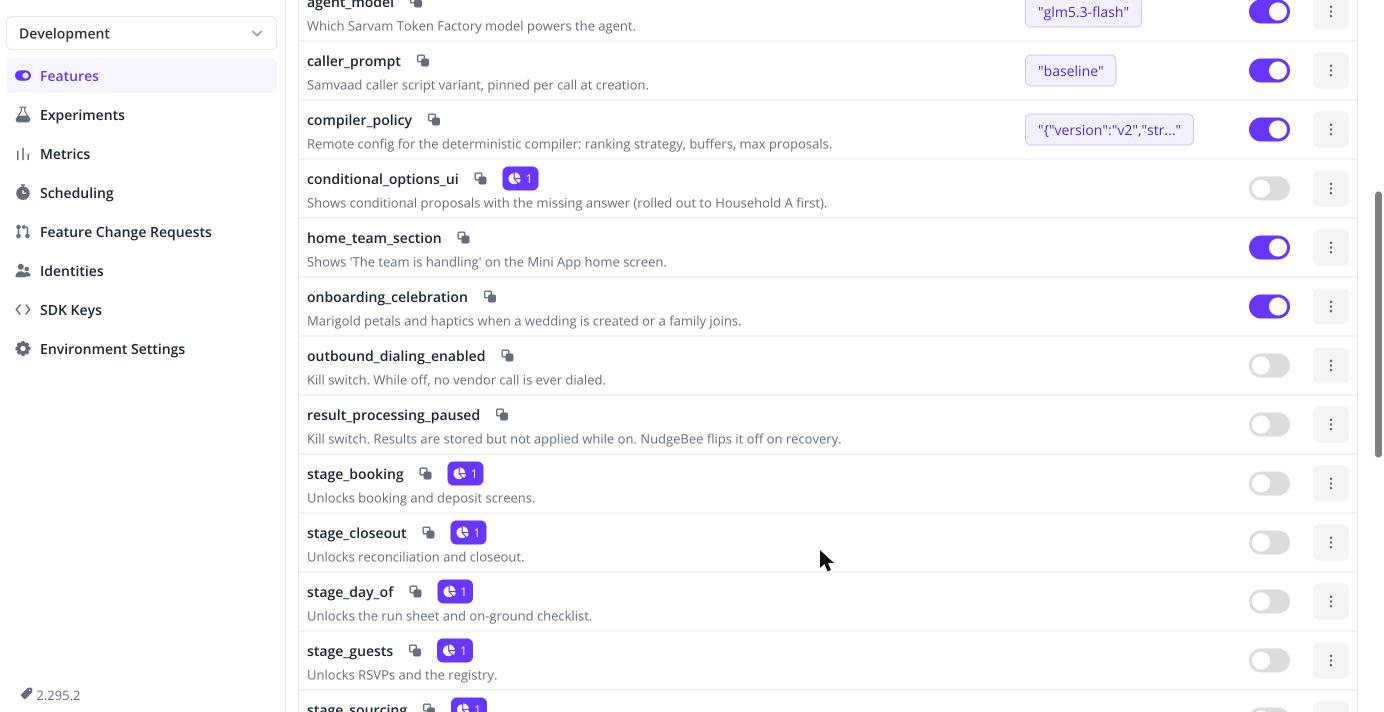 Development
Features
Experiments
Metrics
Scheduling
Feature Change Requests
Identities
SDK Keys
Environment Settings
2.295.2
agent_model
Which Sarvam Token Factory model powers the agent.
"glm5.3-flash"
caller_prompt
Samvaad caller script variant, pinned per call at creation.
"baseline"
compiler_policy
Remote config for the deterministic compiler: ranking strategy, buffers, max proposals.
"{"version":"v2","str..."
conditional_options_ui 1
Shows conditional proposals with the missing answer (rolled out to Household A first).
home_team_section
Shows 'The team is handling' on the Mini App home screen.
onboarding_celebration
Marigold petals and haptics when a wedding is created or a family joins.
outbound_dialing_enabled
Kill switch. While off, no vendor call is ever dialed.
result_processing_paused
Kill switch. Results are stored but not applied while on. NudgeBee flips it off on recovery.
stage_booking 1
Unlocks booking and deposit screens.
stage_closeout 1
Unlocks reconciliation and closeout.
stage_day_of 1
Unlocks the run sheet and on-ground checklist.
stage_guests 1
Unlocks RSVPs and the registry.
stage_sourcing 1